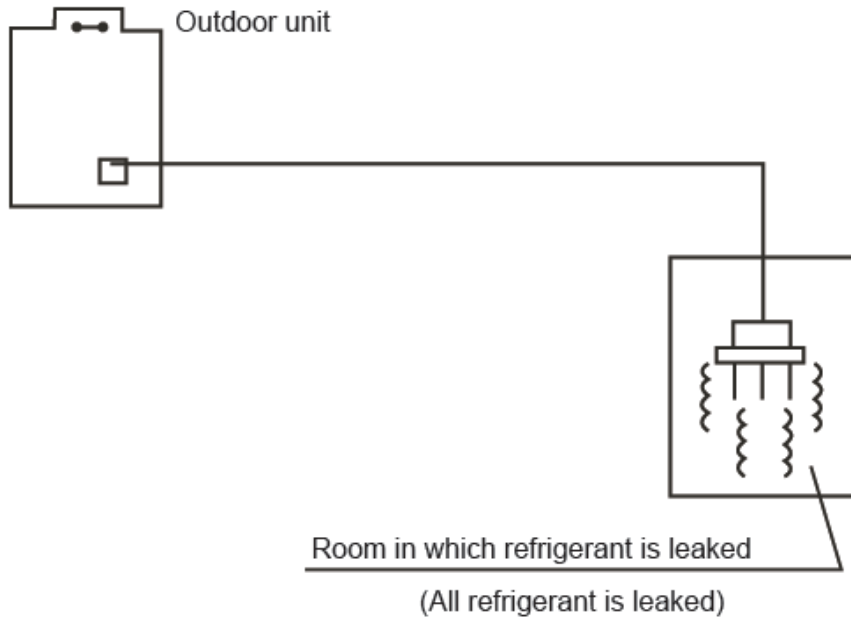 Outdoor unit
Room in which refrigerant is leaked
(All refrigerant is leaked)